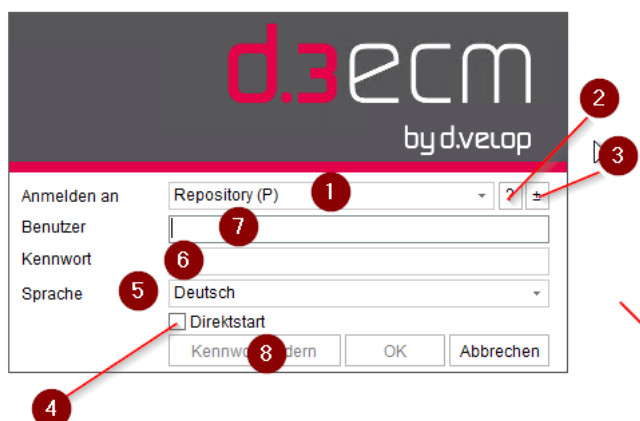 d.3ecm
by d.velop
2
3
Anmelden an Repository (P) 1 ? ±
Benutzer 7
Kennwort 6
Sprache 5 Deutsch
Direktstart
8 OK Abbrechen
4